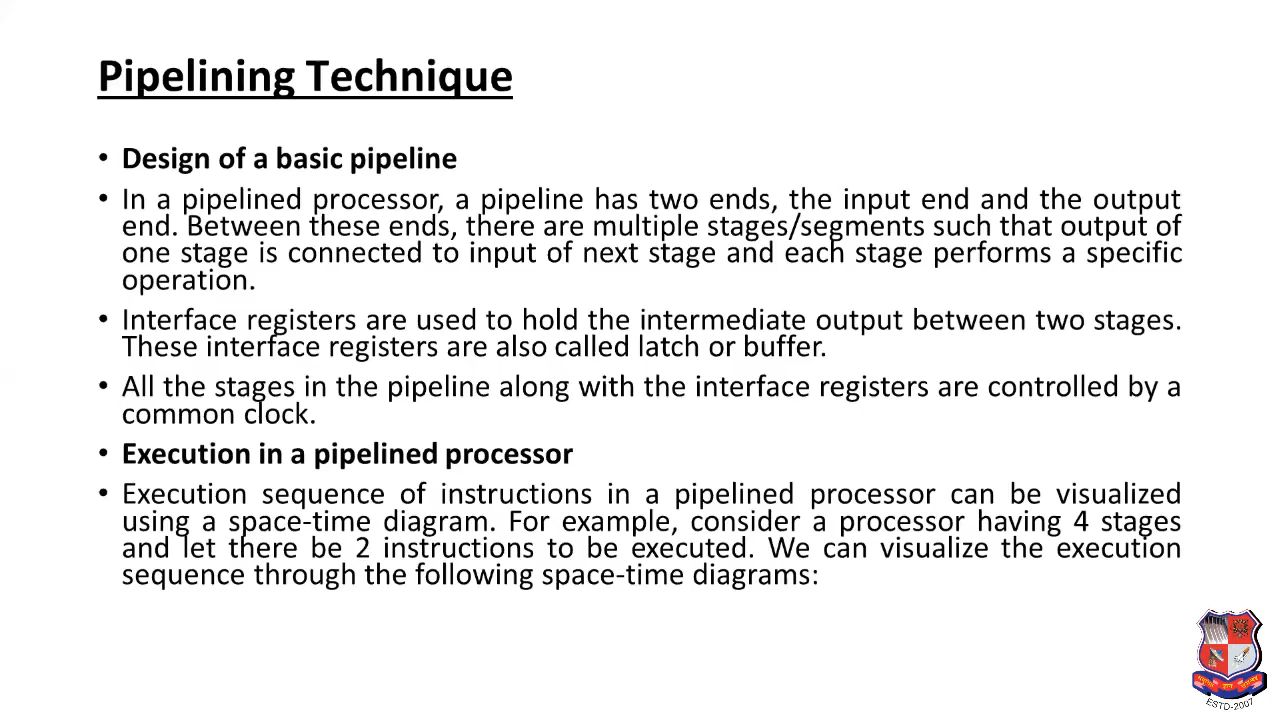 Pipelining Technique
• Design of a basic pipeline
• In a pipelined processor, a pipeline has two ends, the input end and the output
end. Between these ends, there are multiple stages/segments such that output of
one stage is connected to input of next stage and each stage performs a specific
operation.
• Interface registers are used to hold the intermediate output between two stages.
These interface registers are also called latch or buffer.
• All the stages in the pipeline along with the interface registers are controlled by a
common clock.
• Execution in a pipelined processor
• Execution sequence of instructions in a pipelined processor can be visualized
using a space-time diagram. For example, consider a processor having 4 stages
and let there be 2 instructions to be executed. We can visualize the execution
sequence through the following space-time diagrams:
ESTD-2007